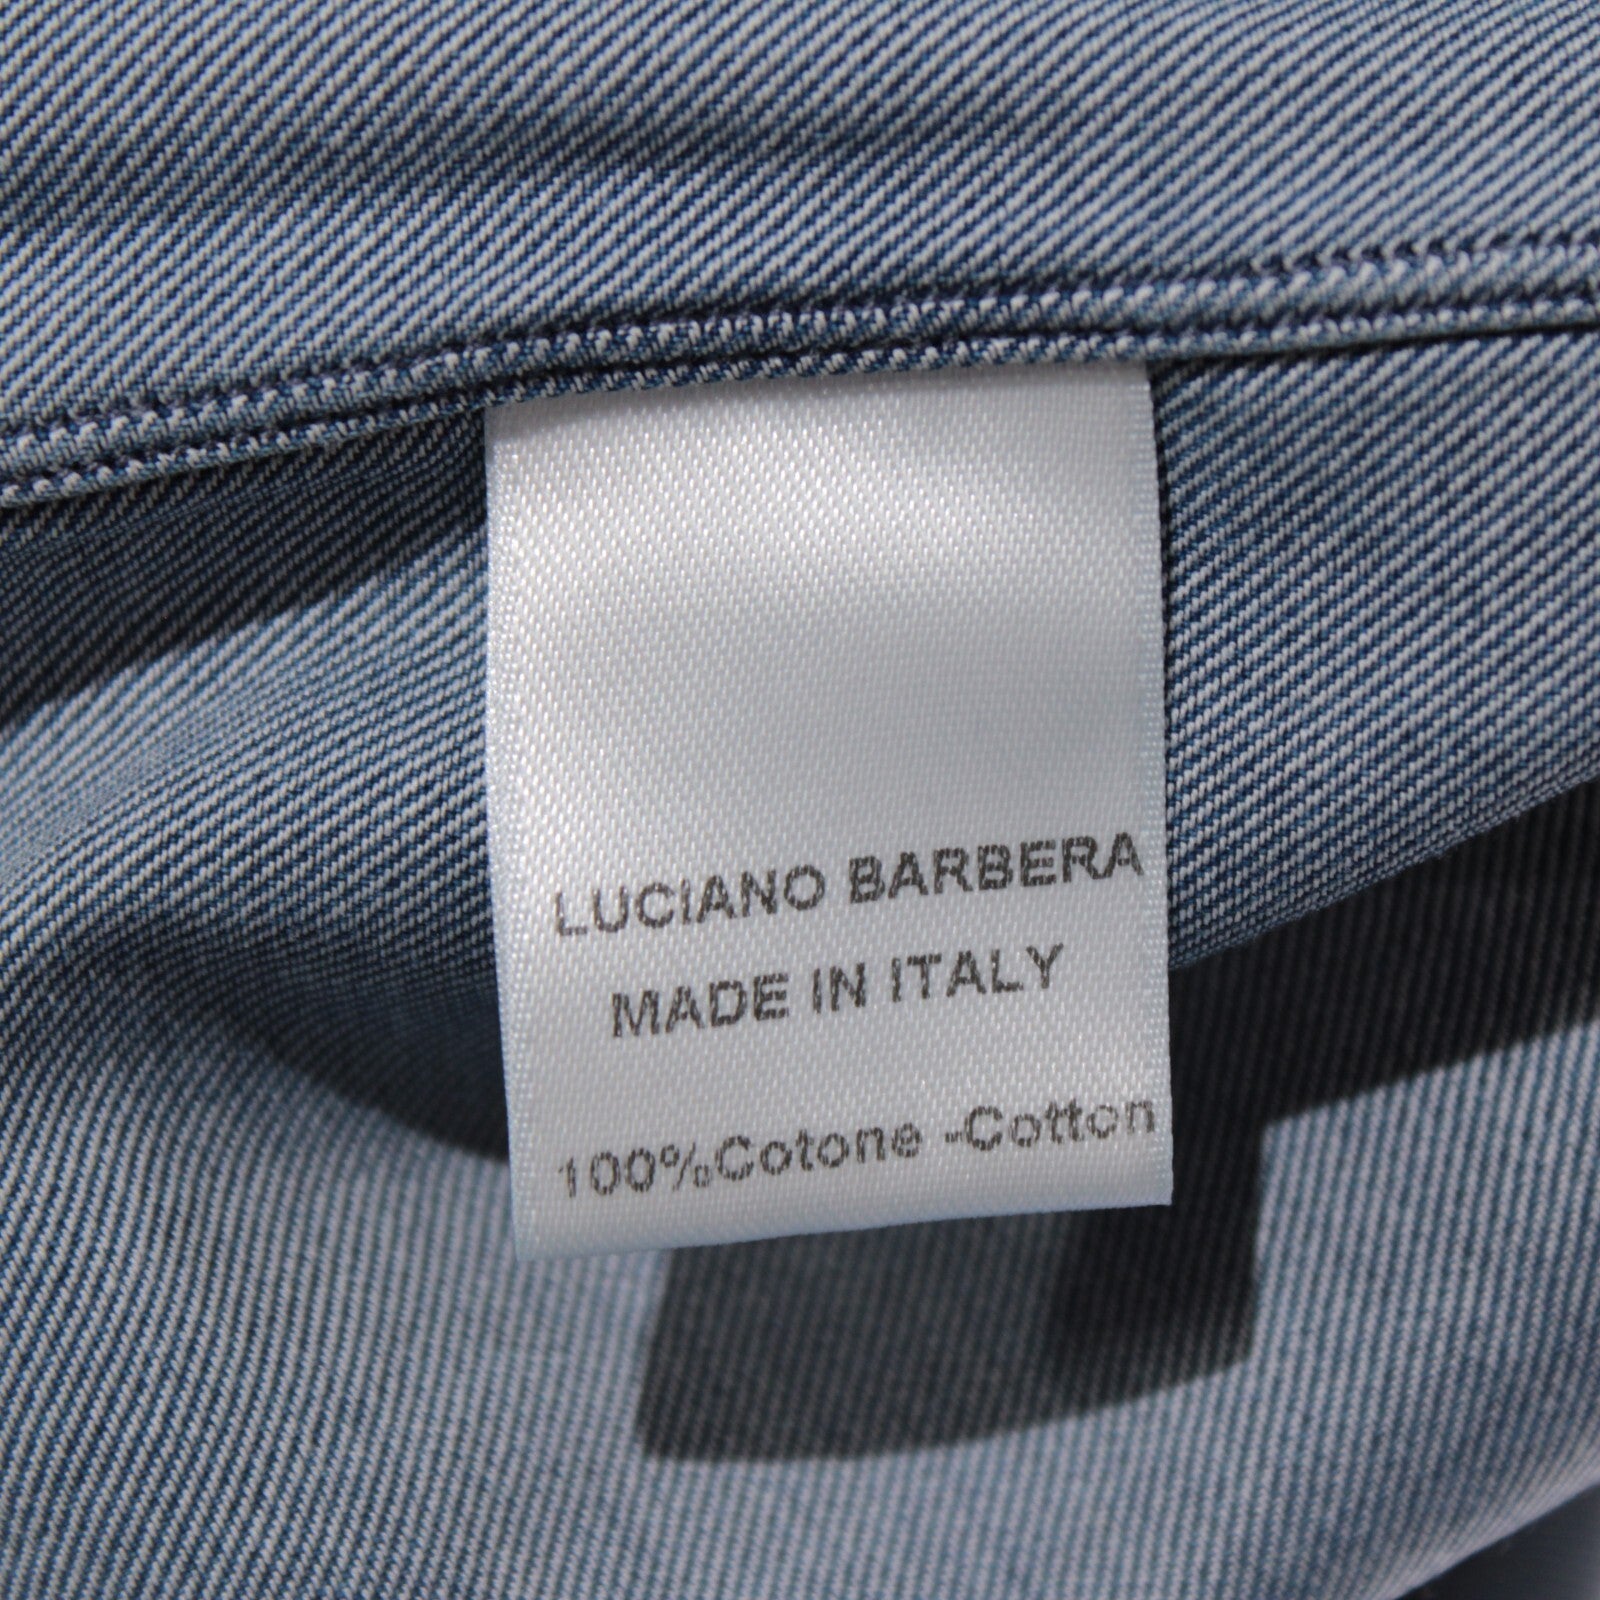 LUCIANO BARBERA
MADE IN ITALY
100%Cotone -Cotton